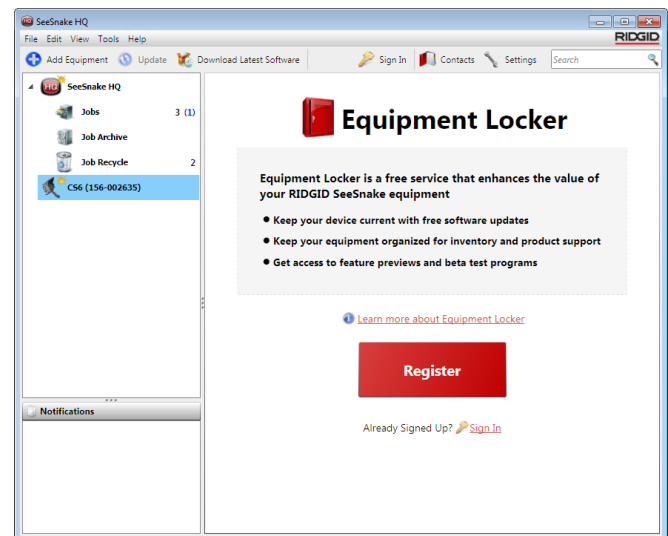 SeeSnake HQ
File Edit View Tools Help
RIDGID
Add Equipment Update Download Latest Software Sign In Contacts Settings Search
HQ SeeSnake HQ
Jobs 3 (1)
Job Archive
Job Recycle 2
CS6 (156-002635)
Notifications
Equipment Locker
Equipment Locker is a free service that enhances the value of
your RIDGID SeeSnake equipment
● Keep your device current with free software updates
● Keep your equipment organized for inventory and product support
● Get access to feature previews and beta test programs
Learn more about Equipment Locker
Register
Already Signed Up? Sign In